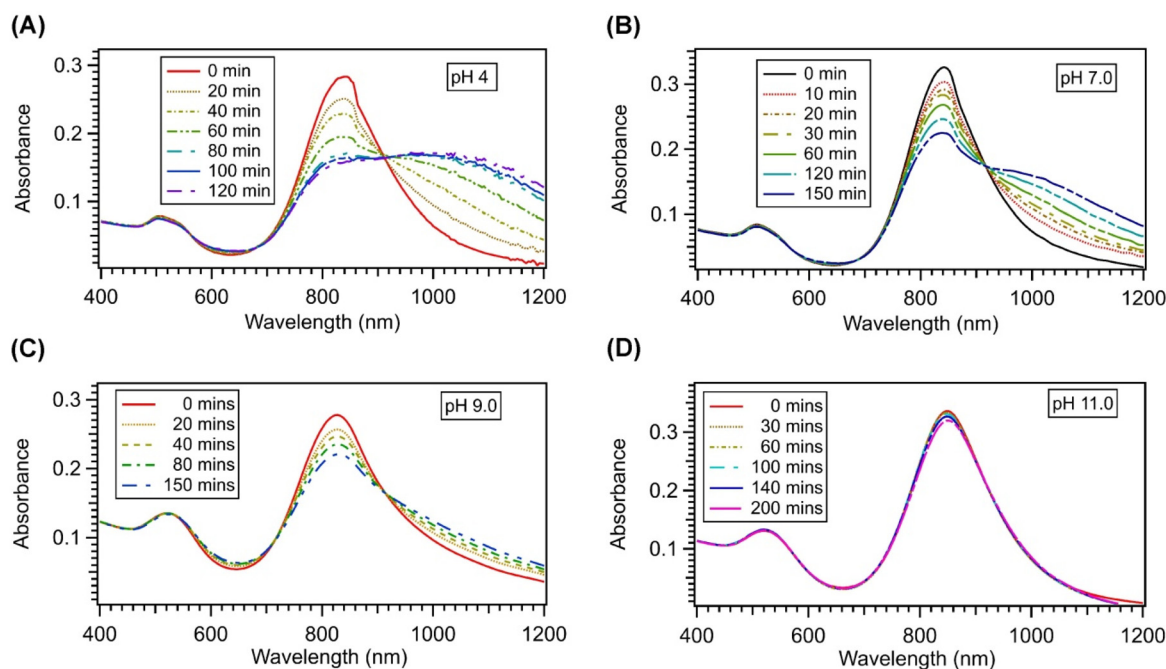 (A)
0.3
0.2
0.1
Absorbance
0 min
20 min
40 min
60 min
80 min
100 min
120 min
pH 4
400 600 800 1000 1200
Wavelength (nm)
(B)
0.3
0.2
0.1
Absorbance
0 min
10 min
20 min
30 min
60 min
120 min
150 min
pH 7.0
400 600 800 1000 1200
Wavelength (nm)
(C)
0.3
0.2
0.1
Absorbance
0 mins
20 mins
40 mins
80 mins
150 mins
pH 9.0
400 600 800 1000 1200
Wavelength (nm)
(D)
0.3
0.2
0.1
Absorbance
0 mins
30 mins
60 mins
100 mins
140 mins
200 mins
pH 11.0
400 600 800 1000 1200
Wavelength (nm)